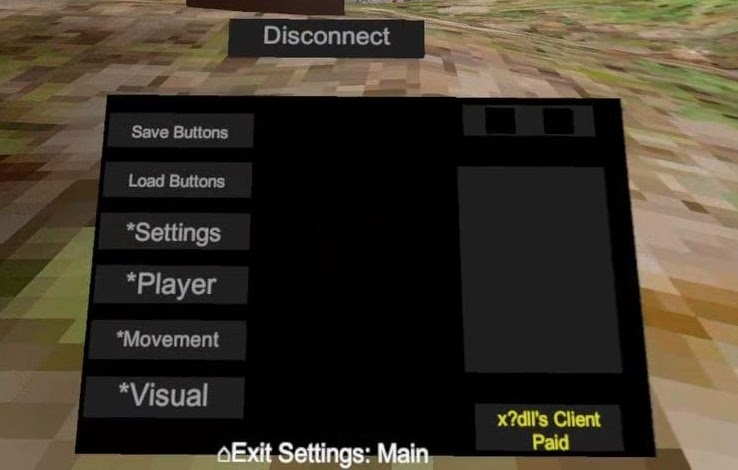 Disconnect
Save Buttons
Load Buttons
*Settings
*Player
*Movement
*Visual
x?dll's Client
Paid
⌂Exit Settings: Main